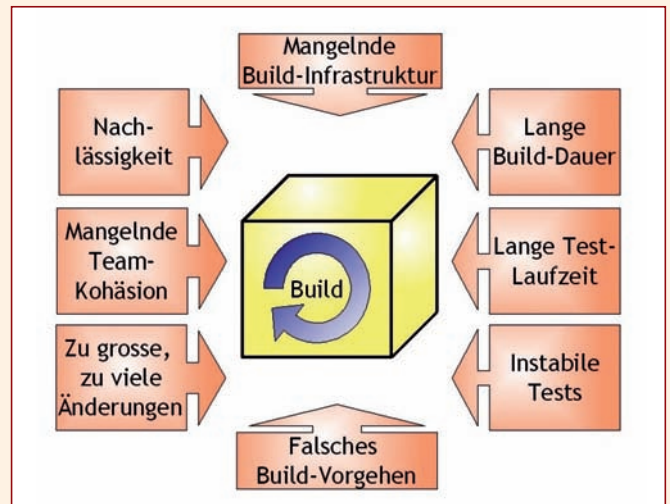 Mangelnde
Build-Infrastruktur
Nach-
lässigkeit
Lange
Build-Dauer
Mangelnde
Team-
Kohäsion
Build
Lange Test-
Laufzeit
Zu grosse,
zu viele
Änderungen
Instabile
Tests
Falsches
Build-Vorgehen